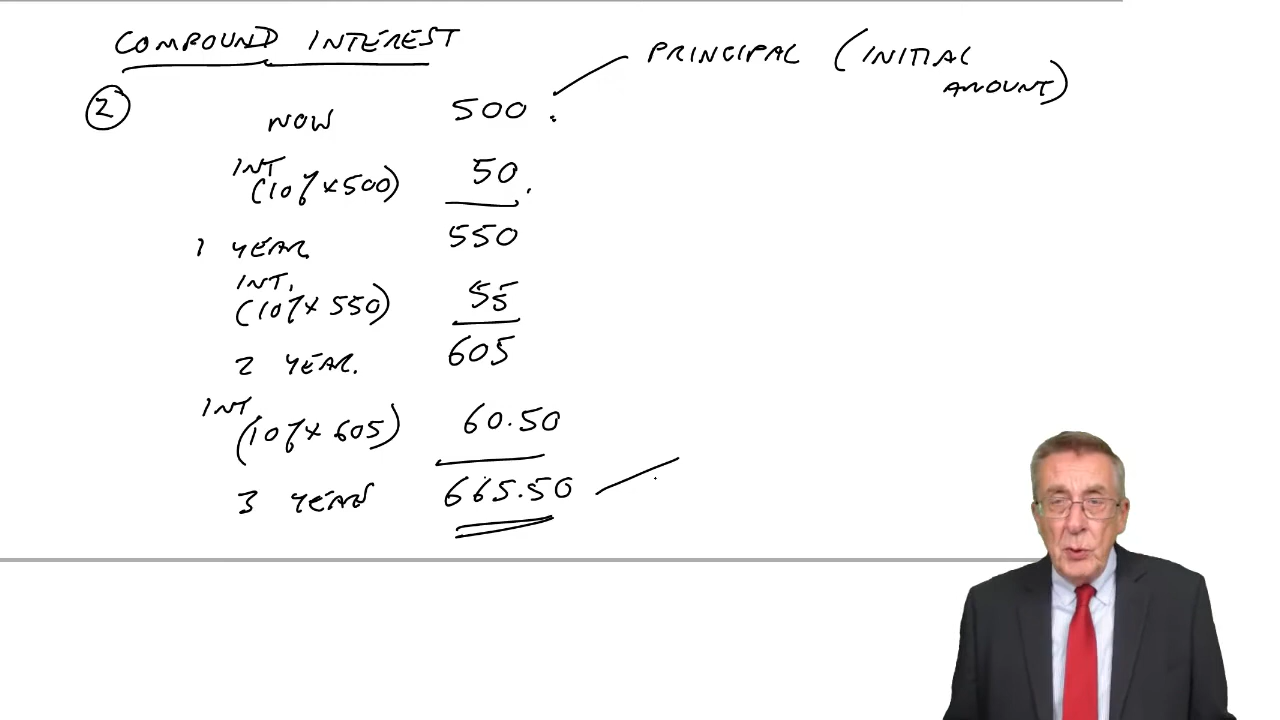 COMPOUND INTEREST
PRINCIPAL (INITIAL
AMOUNT)
2
NOW 500
INT
(10% × 500) 50
1 YEAR 550
INT.
(10% × 550) 55
2 YEAR. 605
INT.
(10% × 605) 60.50
3 YEARS 665.50